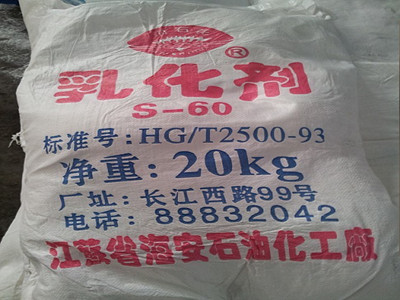 ®
乳化剂
S-60
标准号:HG/T2500-93
净重:20kg
厂址:长江西路99号
电话:88832042
江苏省海安石油化工廠